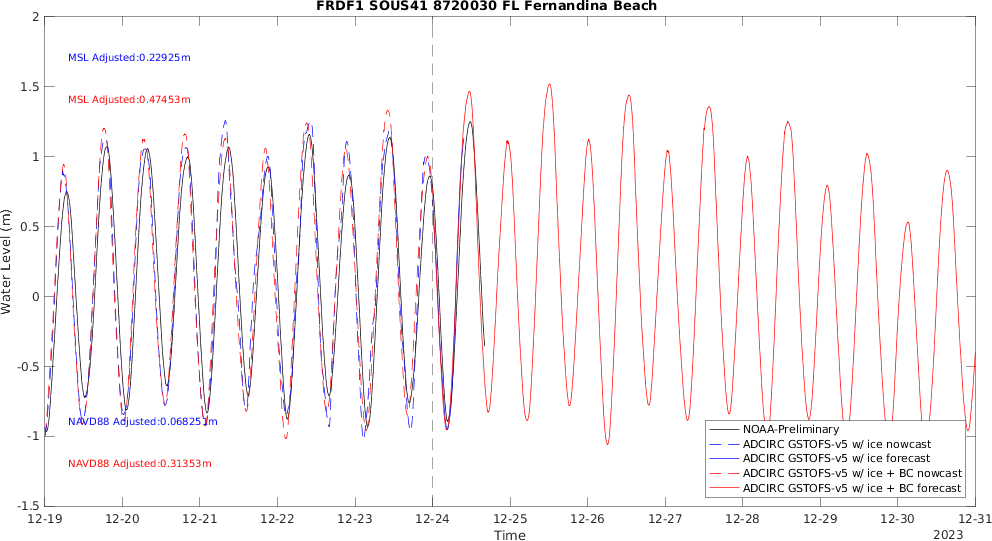 FRDF1 SOUS41 8720030 FL Fernandina Beach
2
1.5
1
0.5
0
-0.5
-1
-1.5
Water Level (m)
MSL Adjusted:0.22925m
MSL Adjusted:0.47453m
NAVD88 Adjusted:0.068251m
NAVD88 Adjusted:0.31353m
NOAA-Preliminary
ADCIRC GSTOFS-v5 w/ ice nowcast
ADCIRC GSTOFS-v5 w/ ice forecast
ADCIRC GSTOFS-v5 w/ ice + BC nowcast
ADCIRC GSTOFS-v5 w/ ice + BC forecast
12-19 12-20 12-21 12-22 12-23 12-24 12-25 12-26 12-27 12-28 12-29 12-30 12-31
Time
2023